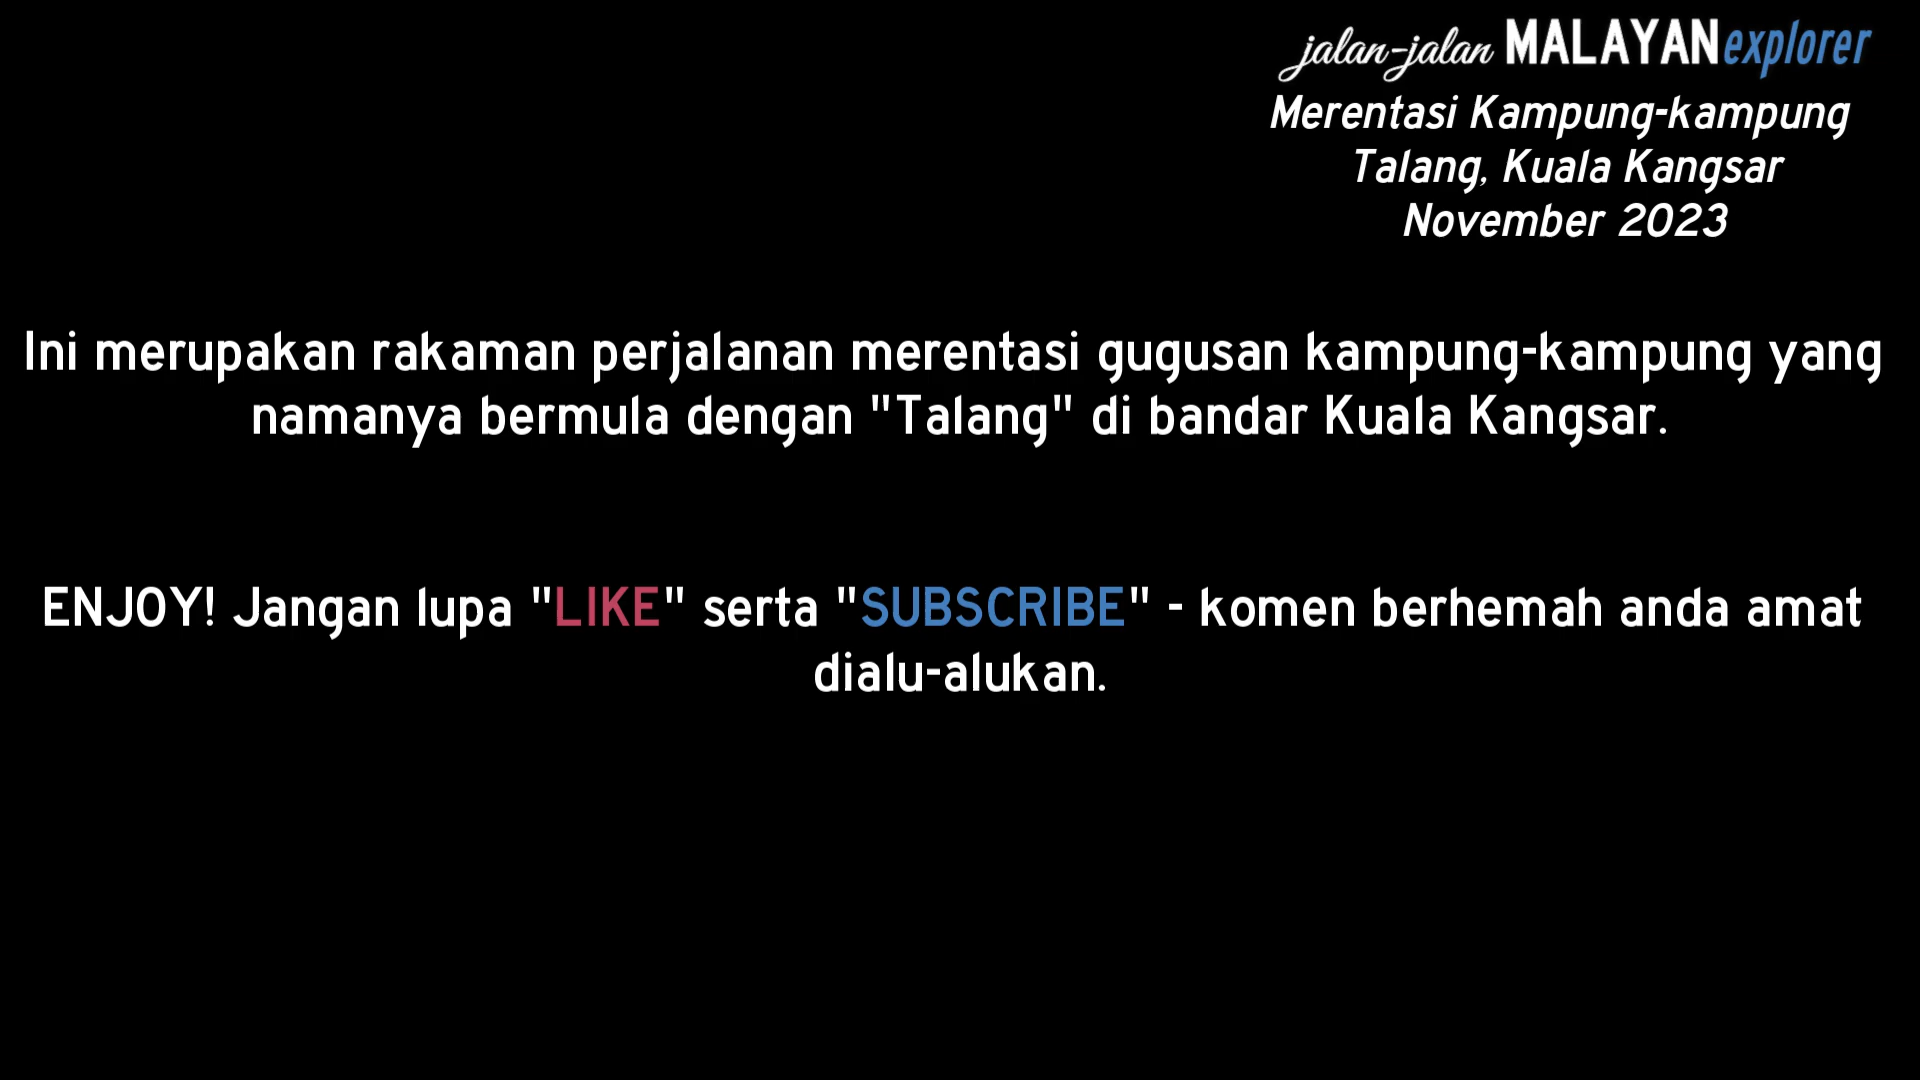 jalan-jalan MALAYANexplorer
Merentasi Kampung-kampung
Talang, Kuala Kangsar
November 2023
Ini merupakan rakaman perjalanan merentasi gugusan kampung-kampung yang
namanya bermula dengan "Talang" di bandar Kuala Kangsar.
ENJOY! Jangan lupa "LIKE" serta "SUBSCRIBE" - komen berhemah anda amat
dialu-alukan.